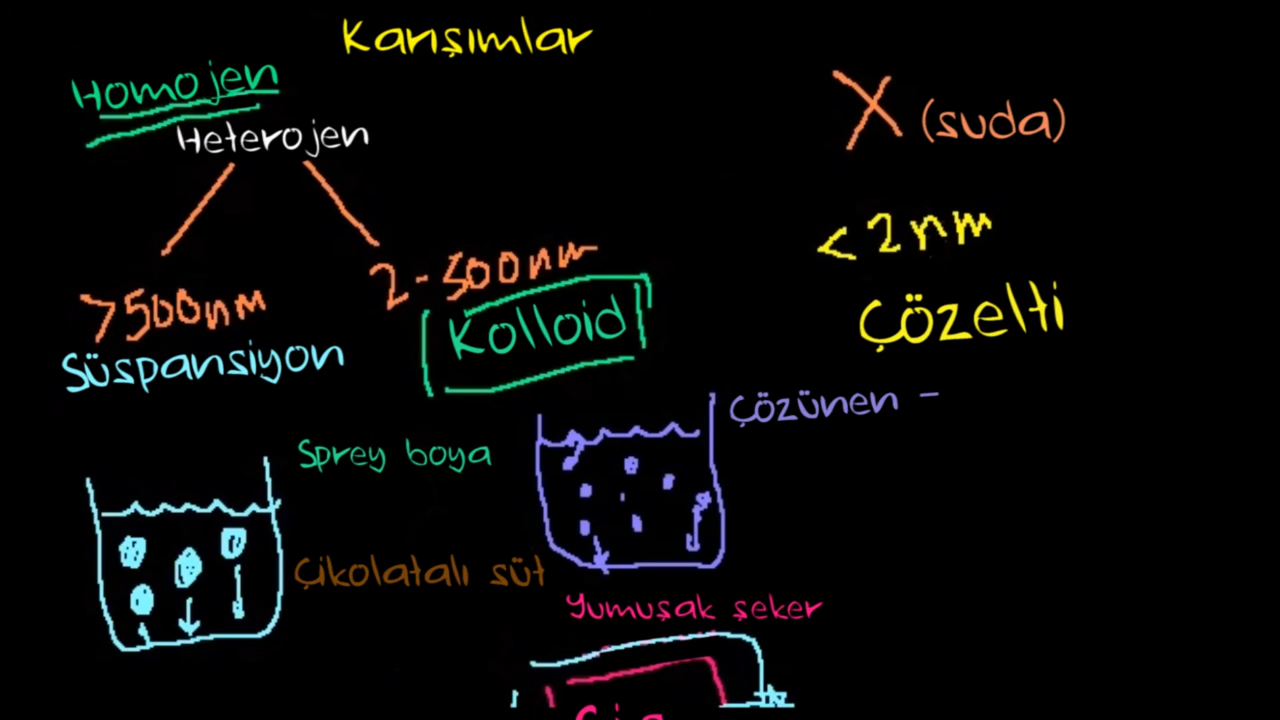 Karışımlar
Homojen
Heterojen
X (suda)
>500nm
2-500nm
<2nm
Süspansiyon
Kolloid
Çözelti
Çözünen -
Sprey boya
Çikolatalı süt
Yumuşak şeker